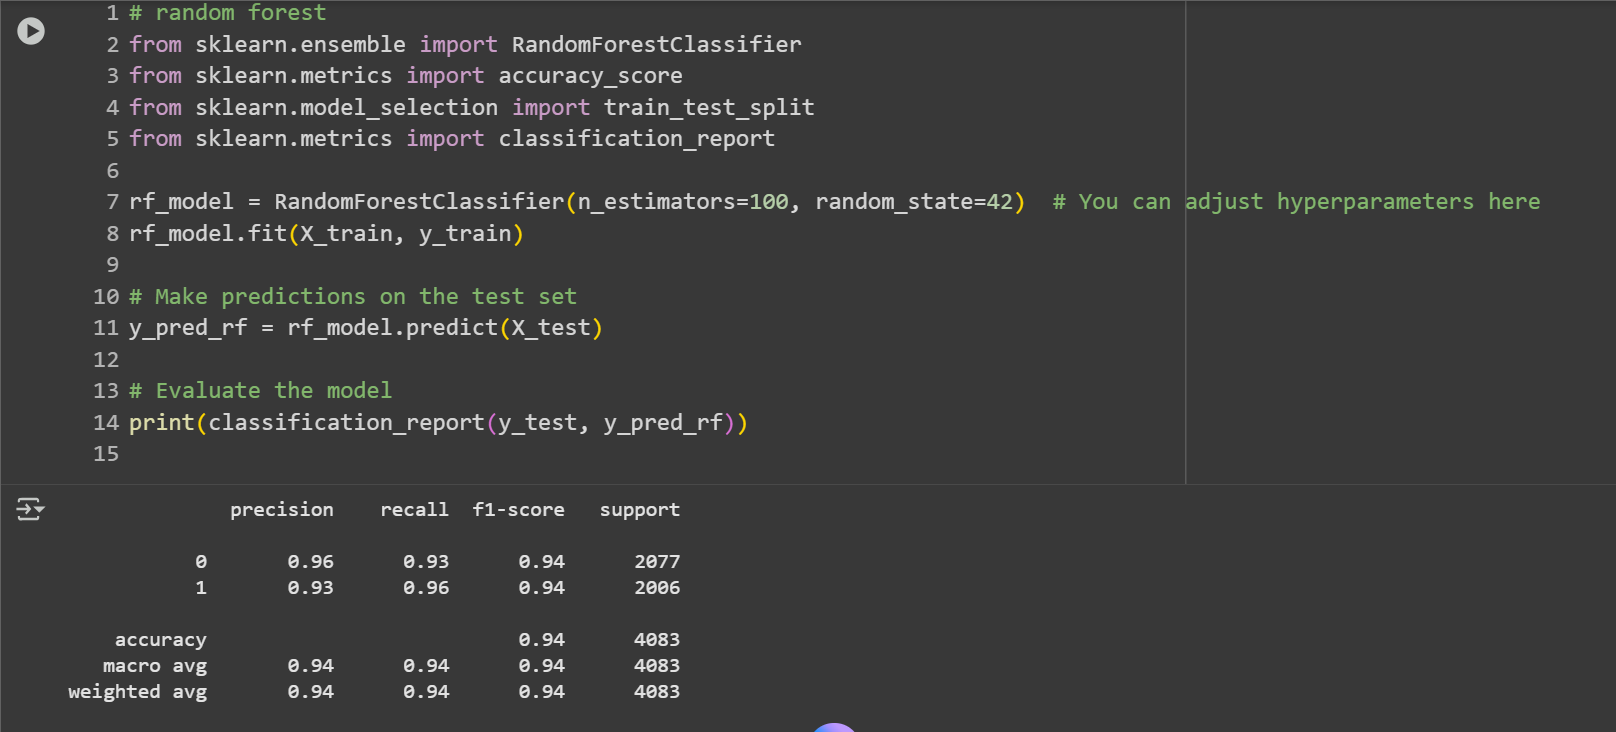 1 # random forest
2 from sklearn.ensemble import RandomForestClassifier
3 from sklearn.metrics import accuracy_score
4 from sklearn.model_selection import train_test_split
5 from sklearn.metrics import classification_report
6
7 rf_model = RandomForestClassifier(n_estimators=100, random_state=42)  # You can adjust hyperparameters here
8 rf_model.fit(X_train, y_train)
9
10 # Make predictions on the test set
11 y_pred_rf = rf_model.predict(X_test)
12
13 # Evaluate the model
14 print(classification_report(y_test, y_pred_rf))
15
precision recall f1-score support
0 0.96 0.93 0.94 2077
1 0.93 0.96 0.94 2006
accuracy 0.94 4083
macro avg 0.94 0.94 0.94 4083
weighted avg 0.94 0.94 0.94 4083